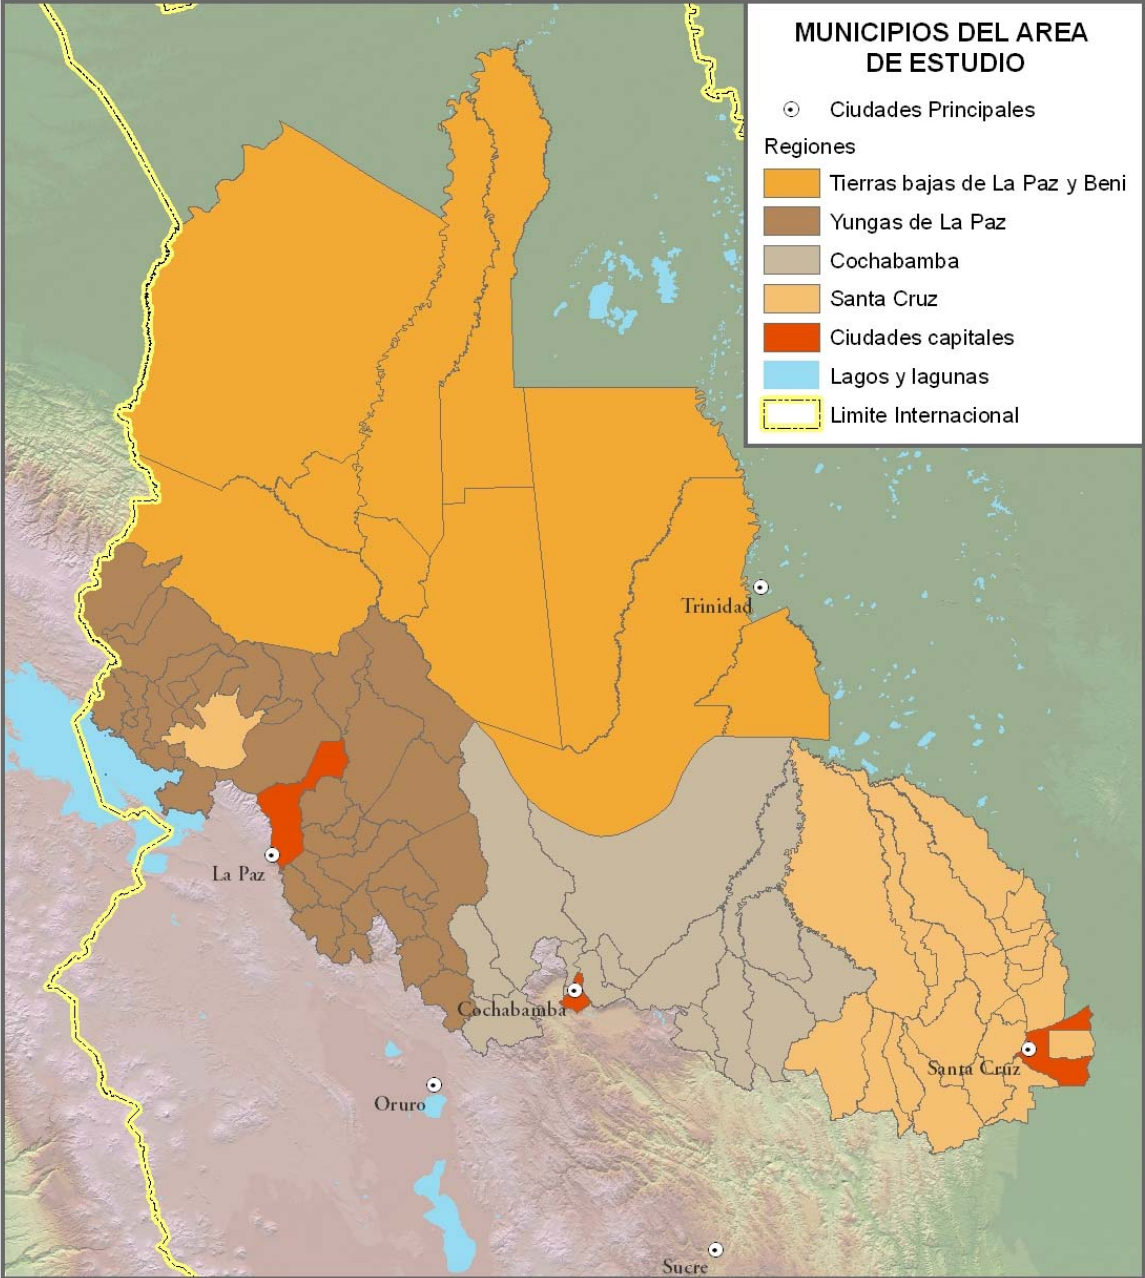 MUNICIPIOS DEL AREA
DE ESTUDIO
Ciudades Principales
Regiones
Tierras bajas de La Paz y Beni
Yungas de La Paz
Cochabamba
Santa Cruz
Ciudades capitales
Lagos y lagunas
Limite Internacional
Trinidad
La Paz
Cochabamba
Santa Cruz
Oruro
Sucre